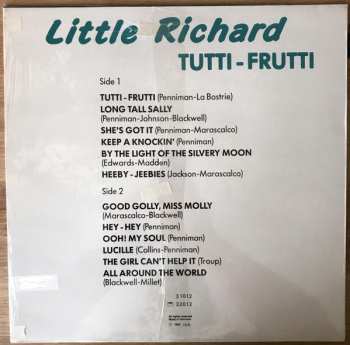 Little Richard
TUTTI-FRUTTI
Side 1
TUTTI-FRUTTI (Penniman-La Bostrie)
LONG TALL SALLY
(Penniman-Johnson-Blackwell)
SHE'S GOT IT (Penniman-Marascalco)
KEEP A KNOCKIN' (Penniman)
BY THE LIGHT OF THE SILVERY MOON
(Edwards-Madden)
HEEBY-JEEBIES (Jackson-Marascalco)
Side 2
GOOD GOLLY, MISS MOLLY
(Marascalco-Blackwell)
HEY-HEY (Penniman)
OOH! MY SOUL (Penniman)
LUCILLE (Collins-Penniman)
THE GIRL CAN'T HELP IT (Troup)
ALL AROUND THE WORLD
(Blackwell-Millet)
All rights reserved